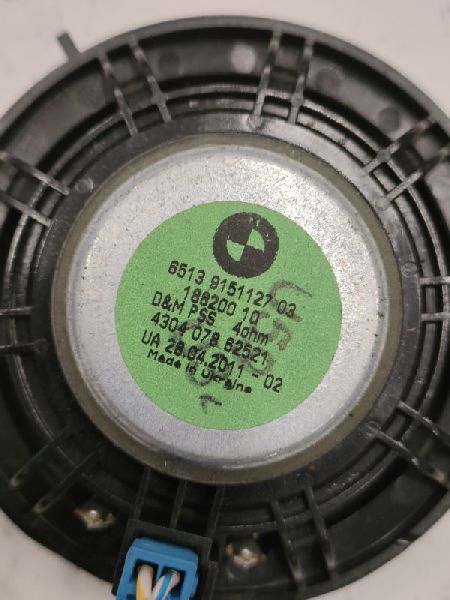 6513 9151127-03
188200 10
D&M PSS 4ohm
4304 078 62521
UA 28.04.2011 - 02
Made in Ukraine